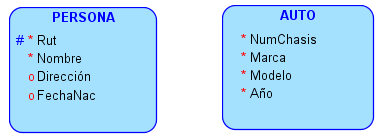 PERSONA
# * Rut
* Nombre
o Dirección
o FechaNac
AUTO
* NumChasis
* Marca
* Modelo
* Año